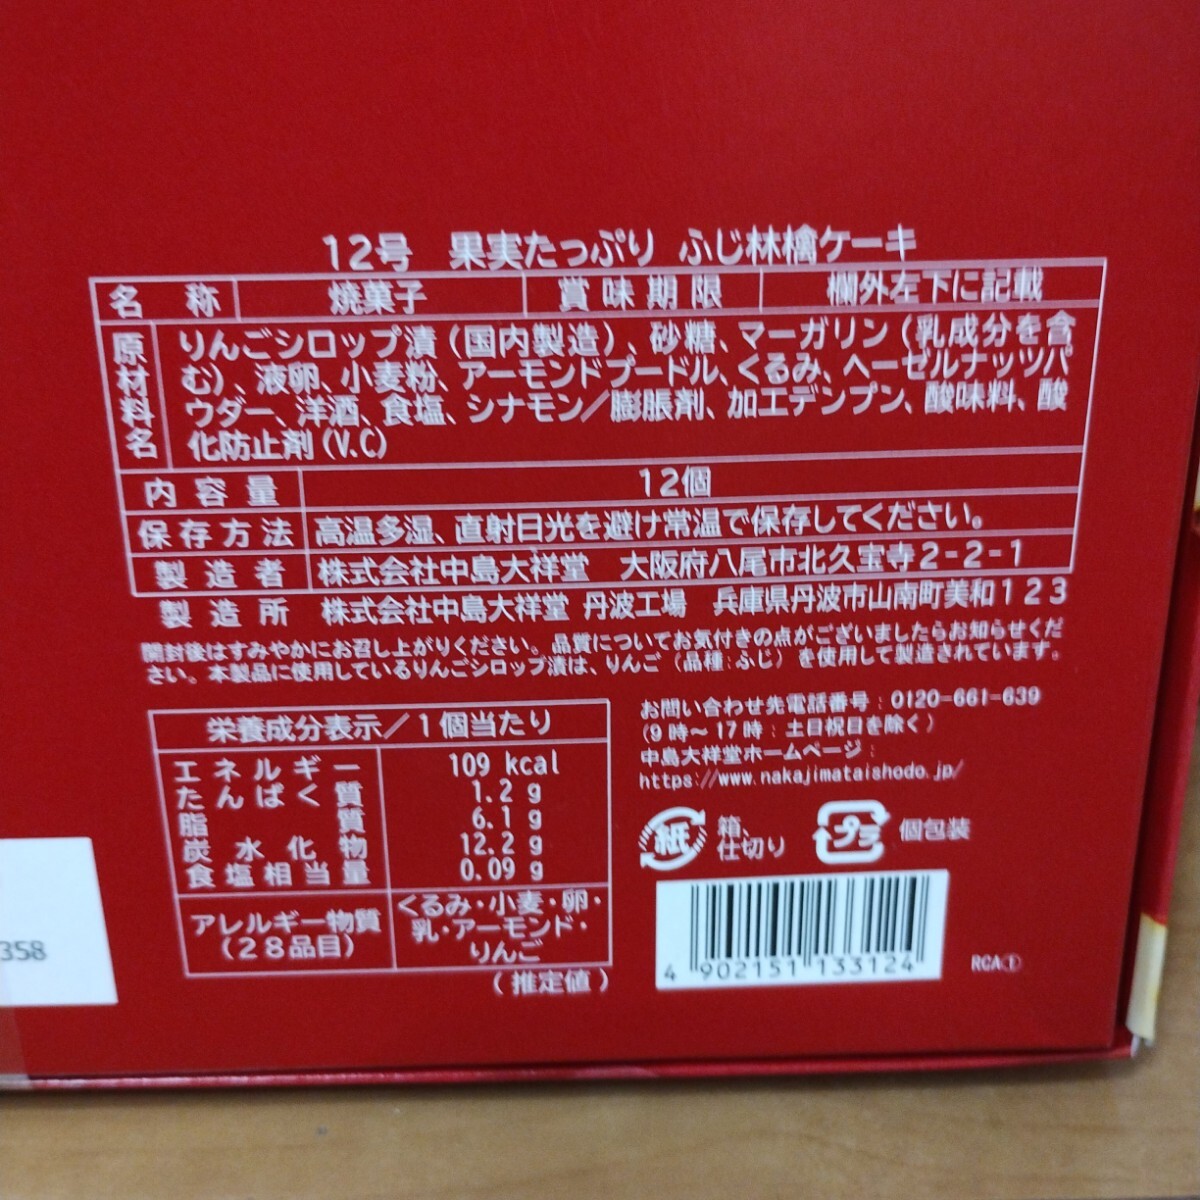 12号 果実たっぷり ふじ林檎ケーキ
名称 焼菓子 賞味期限 欄外左下に記載
原材料名 りんごシロップ漬(国内製造)、砂糖、マーガリン(乳成分を含
む)、液卵、小麦粉、アーモンドプードル、くるみ、ヘーゼルナッツパ
ウダー、洋酒、食塩、シナモン/膨脹剤、加工デンプン、酸味料、酸
化防止剤(V.C)
内容量 12個
保存方法 高温多湿、直射日光を避け常温で保存してください。
製造者 株式会社中島大祥堂 大阪府八尾市北久宝寺2-2-1
製造所 株式会社中島大祥堂 丹波工場 兵庫県丹波市山南町美和123
開封後はすみやかにお召し上がりください。品質についてお気付きの点がございましたらお知らせくだ
さい。本製品に使用しているりんごシロップ漬は、りんご(品種:ふじ)を使用して製造されています。
栄養成分表示/1個当たり
エネルギー 109 kcal
たんぱく質 1.2 g
脂質 6.1 g
炭水化物 12.2 g
食塩相当量 0.09 g
アレルギー物質
(28品目)
くるみ・小麦・卵・
乳・アーモンド・
りんご
(推定値)
お問い合わせ先電話番号:0120-661-639
(9時〜17時:土日祝日を除く)
中島大祥堂ホームページ:
https://www.nakajimataishodo.jp/
紙 箱、
仕切り
プラ 個包装
4 902151 133124
RCA①
358